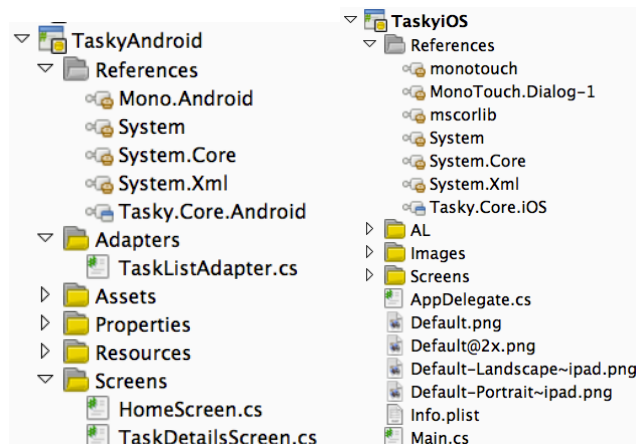 TaskyAndroid
References
Mono.Android
System
System.Core
System.Xml
Tasky.Core.Android
Adapters
TaskListAdapter.cs
Assets
Properties
Resources
Screens
HomeScreen.cs
TaskDetailsScreen.cs
TaskyiOS
References
monotouch
MonoTouch.Dialog-1
mscorlib
System
System.Core
System.Xml
Tasky.Core.iOS
AL
Images
Screens
AppDelegate.cs
Default.png
Default@2x.png
Default-Landscape~ipad.png
Default-Portrait~ipad.png
Info.plist
Main.cs